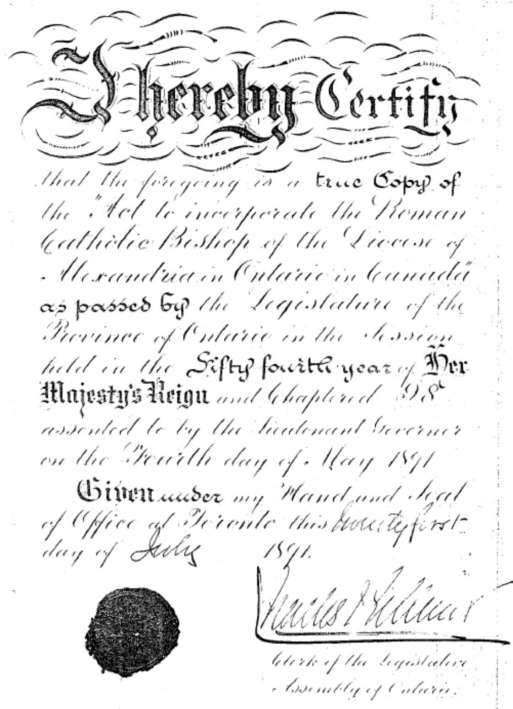 I hereby Certify
that the foregoing is a true Copy of
the "Act to incorporate the Roman
Catholic Bishop of the Diocese of
Alexandria in Ontario in Canada"
as passed by the Legislature of the
Province of Ontario in the Session
held in the Fifty fourth year of Her
Majesty's Reign and Chaptered 98
assented to by the Lieutenant Governor
on the Fourth day of May 1891
Given under my Hand and Seal
of Office at Toronto this twenty first
day of July 1891.
Charles
Clerk of the Legislative
Assembly of Ontario.